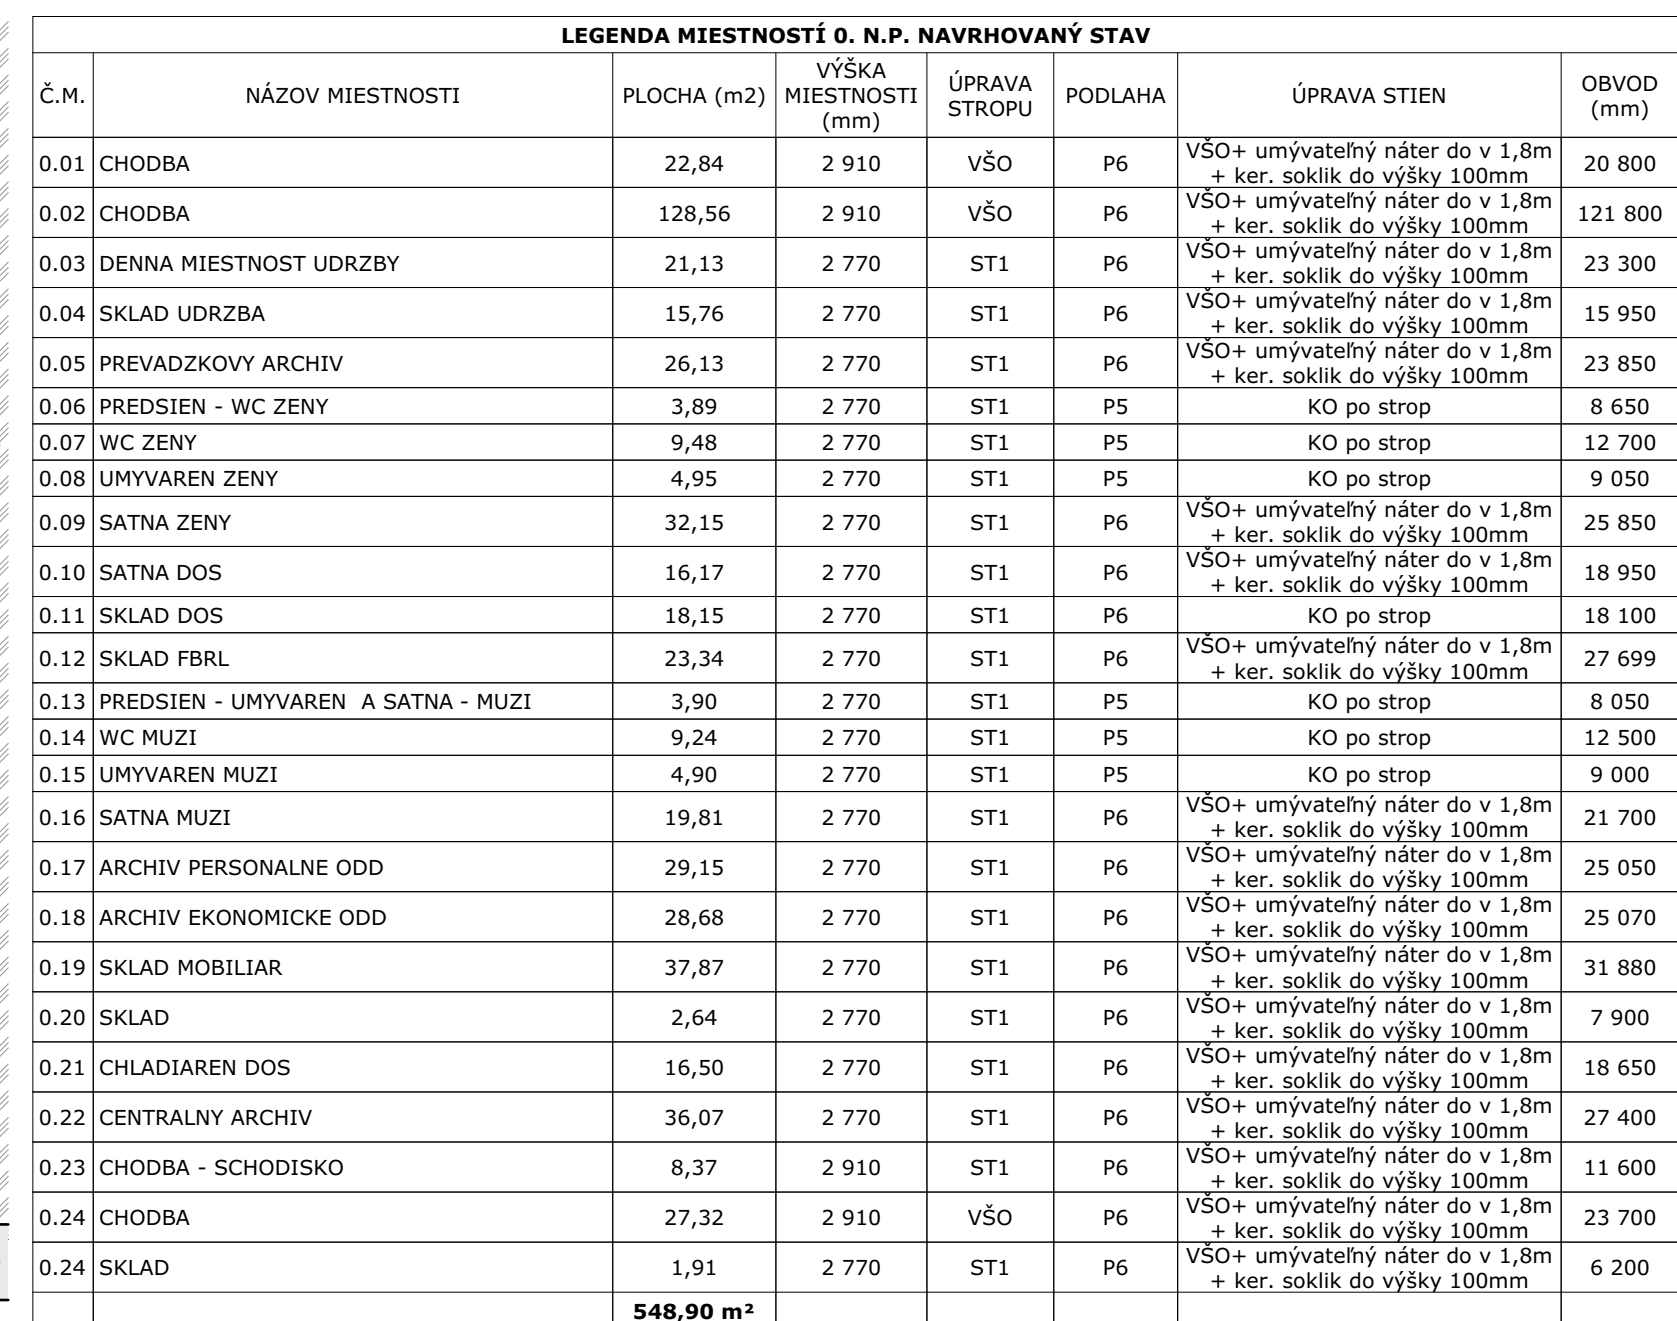 LEGENDA MIESTNOSTÍ 0. N.P. NAVRHOVANÝ STAV
Č.M. NÁZOV MIESTNOSTI PLOCHA (m2) VÝŠKA MIESTNOSTI (mm) ÚPRAVA STROPU PODLAHA ÚPRAVA STIEN OBVOD (mm)
0.01 CHODBA 22,84 2 910 VŠO P6 VŠO+ umývateľný náter do v 1,8m + ker. soklik do výšky 100mm 20 800
0.02 CHODBA 128,56 2 910 VŠO P6 VŠO+ umývateľný náter do v 1,8m + ker. soklik do výšky 100mm 121 800
0.03 DENNA MIESTNOST UDRZBY 21,13 2 770 ST1 P6 VŠO+ umývateľný náter do v 1,8m + ker. soklik do výšky 100mm 23 300
0.04 SKLAD UDRZBA 15,76 2 770 ST1 P6 VŠO+ umývateľný náter do v 1,8m + ker. soklik do výšky 100mm 15 950
0.05 PREVADZKOVY ARCHIV 26,13 2 770 ST1 P6 VŠO+ umývateľný náter do v 1,8m + ker. soklik do výšky 100mm 23 850
0.06 PREDSIEN - WC ZENY 3,89 2 770 ST1 P5 KO po strop 8 650
0.07 WC ZENY 9,48 2 770 ST1 P5 KO po strop 12 700
0.08 UMYVAREN ZENY 4,95 2 770 ST1 P5 KO po strop 9 050
0.09 SATNA ZENY 32,15 2 770 ST1 P6 VŠO+ umývateľný náter do v 1,8m + ker. soklik do výšky 100mm 25 850
0.10 SATNA DOS 16,17 2 770 ST1 P6 VŠO+ umývateľný náter do v 1,8m + ker. soklik do výšky 100mm 18 950
0.11 SKLAD DOS 18,15 2 770 ST1 P6 KO po strop 18 100
0.12 SKLAD FBRL 23,34 2 770 ST1 P6 VŠO+ umývateľný náter do v 1,8m + ker. soklik do výšky 100mm 27 699
0.13 PREDSIEN - UMYVAREN A SATNA - MUZI 3,90 2 770 ST1 P5 KO po strop 8 050
0.14 WC MUZI 9,24 2 770 ST1 P5 KO po strop 12 500
0.15 UMYVAREN MUZI 4,90 2 770 ST1 P5 KO po strop 9 000
0.16 SATNA MUZI 19,81 2 770 ST1 P6 VŠO+ umývateľný náter do v 1,8m + ker. soklik do výšky 100mm 21 700
0.17 ARCHIV PERSONALNE ODD 29,15 2 770 ST1 P6 VŠO+ umývateľný náter do v 1,8m + ker. soklik do výšky 100mm 25 050
0.18 ARCHIV EKONOMICKE ODD 28,68 2 770 ST1 P6 VŠO+ umývateľný náter do v 1,8m + ker. soklik do výšky 100mm 25 070
0.19 SKLAD MOBILIAR 37,87 2 770 ST1 P6 VŠO+ umývateľný náter do v 1,8m + ker. soklik do výšky 100mm 31 880
0.20 SKLAD 2,64 2 770 ST1 P6 VŠO+ umývateľný náter do v 1,8m + ker. soklik do výšky 100mm 7 900
0.21 CHLADIAREN DOS 16,50 2 770 ST1 P6 VŠO+ umývateľný náter do v 1,8m + ker. soklik do výšky 100mm 18 650
0.22 CENTRALNY ARCHIV 36,07 2 770 ST1 P6 VŠO+ umývateľný náter do v 1,8m + ker. soklik do výšky 100mm 27 400
0.23 CHODBA - SCHODISKO 8,37 2 910 ST1 P6 VŠO+ umývateľný náter do v 1,8m + ker. soklik do výšky 100mm 11 600
0.24 CHODBA 27,32 2 910 VŠO P6 VŠO+ umývateľný náter do v 1,8m + ker. soklik do výšky 100mm 23 700
0.24 SKLAD 1,91 2 770 ST1 P6 VŠO+ umývateľný náter do v 1,8m + ker. soklik do výšky 100mm 6 200
548,90 m²